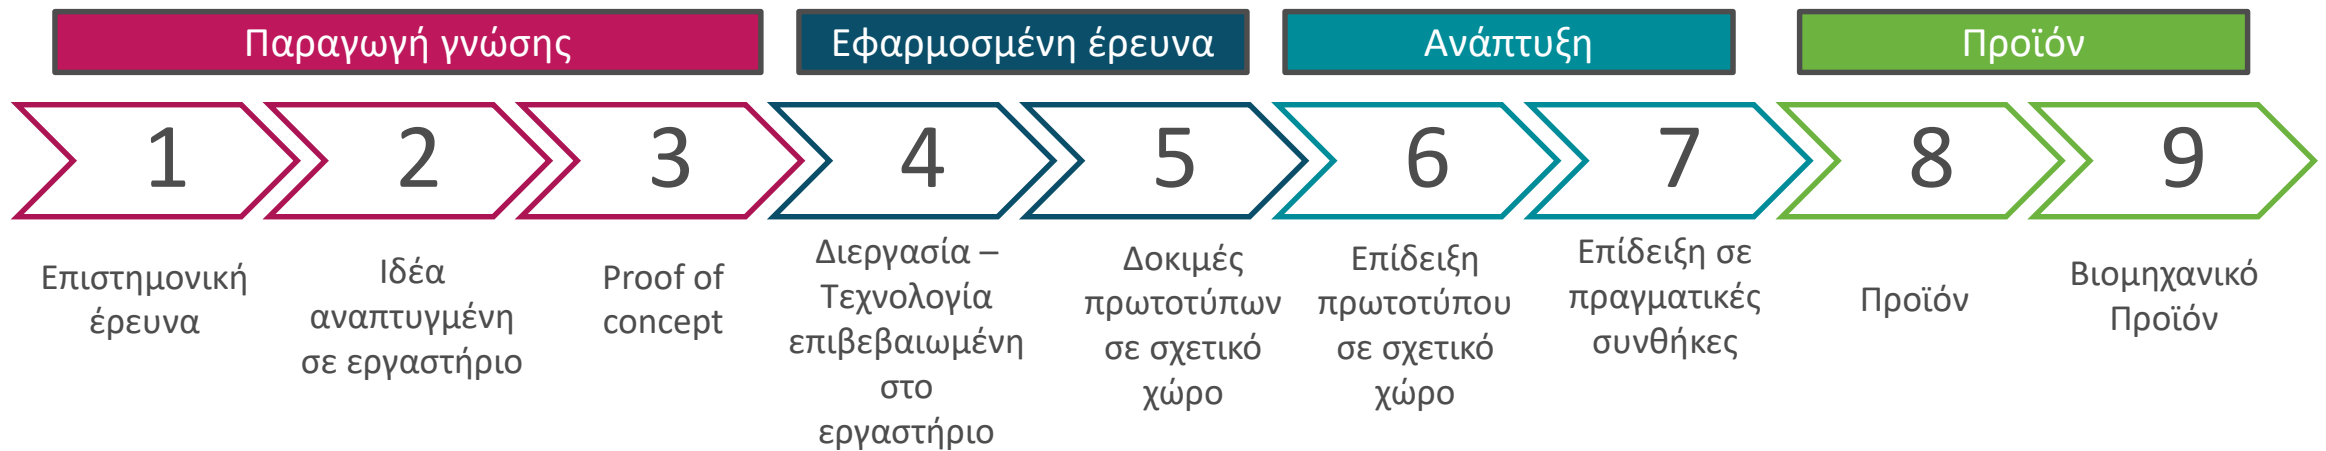 Παραγωγή γνώσης
Εφαρμοσμένη έρευνα
Ανάπτυξη
Προϊόν
1
2
3
4
5
6
7
8
9
Επιστημονική
έρευνα
Ιδέα
αναπτυγμένη
σε εργαστήριο
Proof of
concept
Διεργασία –
Τεχνολογία
επιβεβαιωμένη
στο
εργαστήριο
Δοκιμές
πρωτοτύπων
σε σχετικό
χώρο
Επίδειξη
πρωτοτύπου
σε σχετικό
χώρο
Επίδειξη σε
πραγματικές
συνθήκες
Προϊόν
Βιομηχανικό
Προϊόν